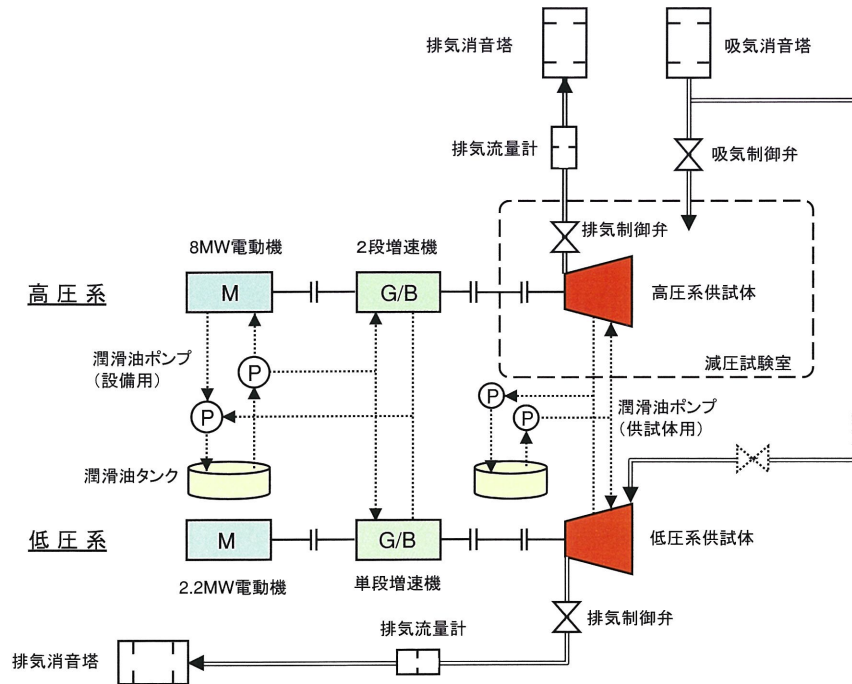 排気消音塔
吸気消音塔
排気流量計
吸気制御弁
排気制御弁
8MW電動機
2段増速機
高圧系
M
G/B
高圧系供試体
減圧試験室
潤滑油ポンプ
(設備用)
P
P
P
P
潤滑油ポンプ
(供試体用)
潤滑油タンク
低圧系
M
G/B
低圧系供試体
2.2MW電動機
単段増速機
排気制御弁
排気流量計
排気消音塔